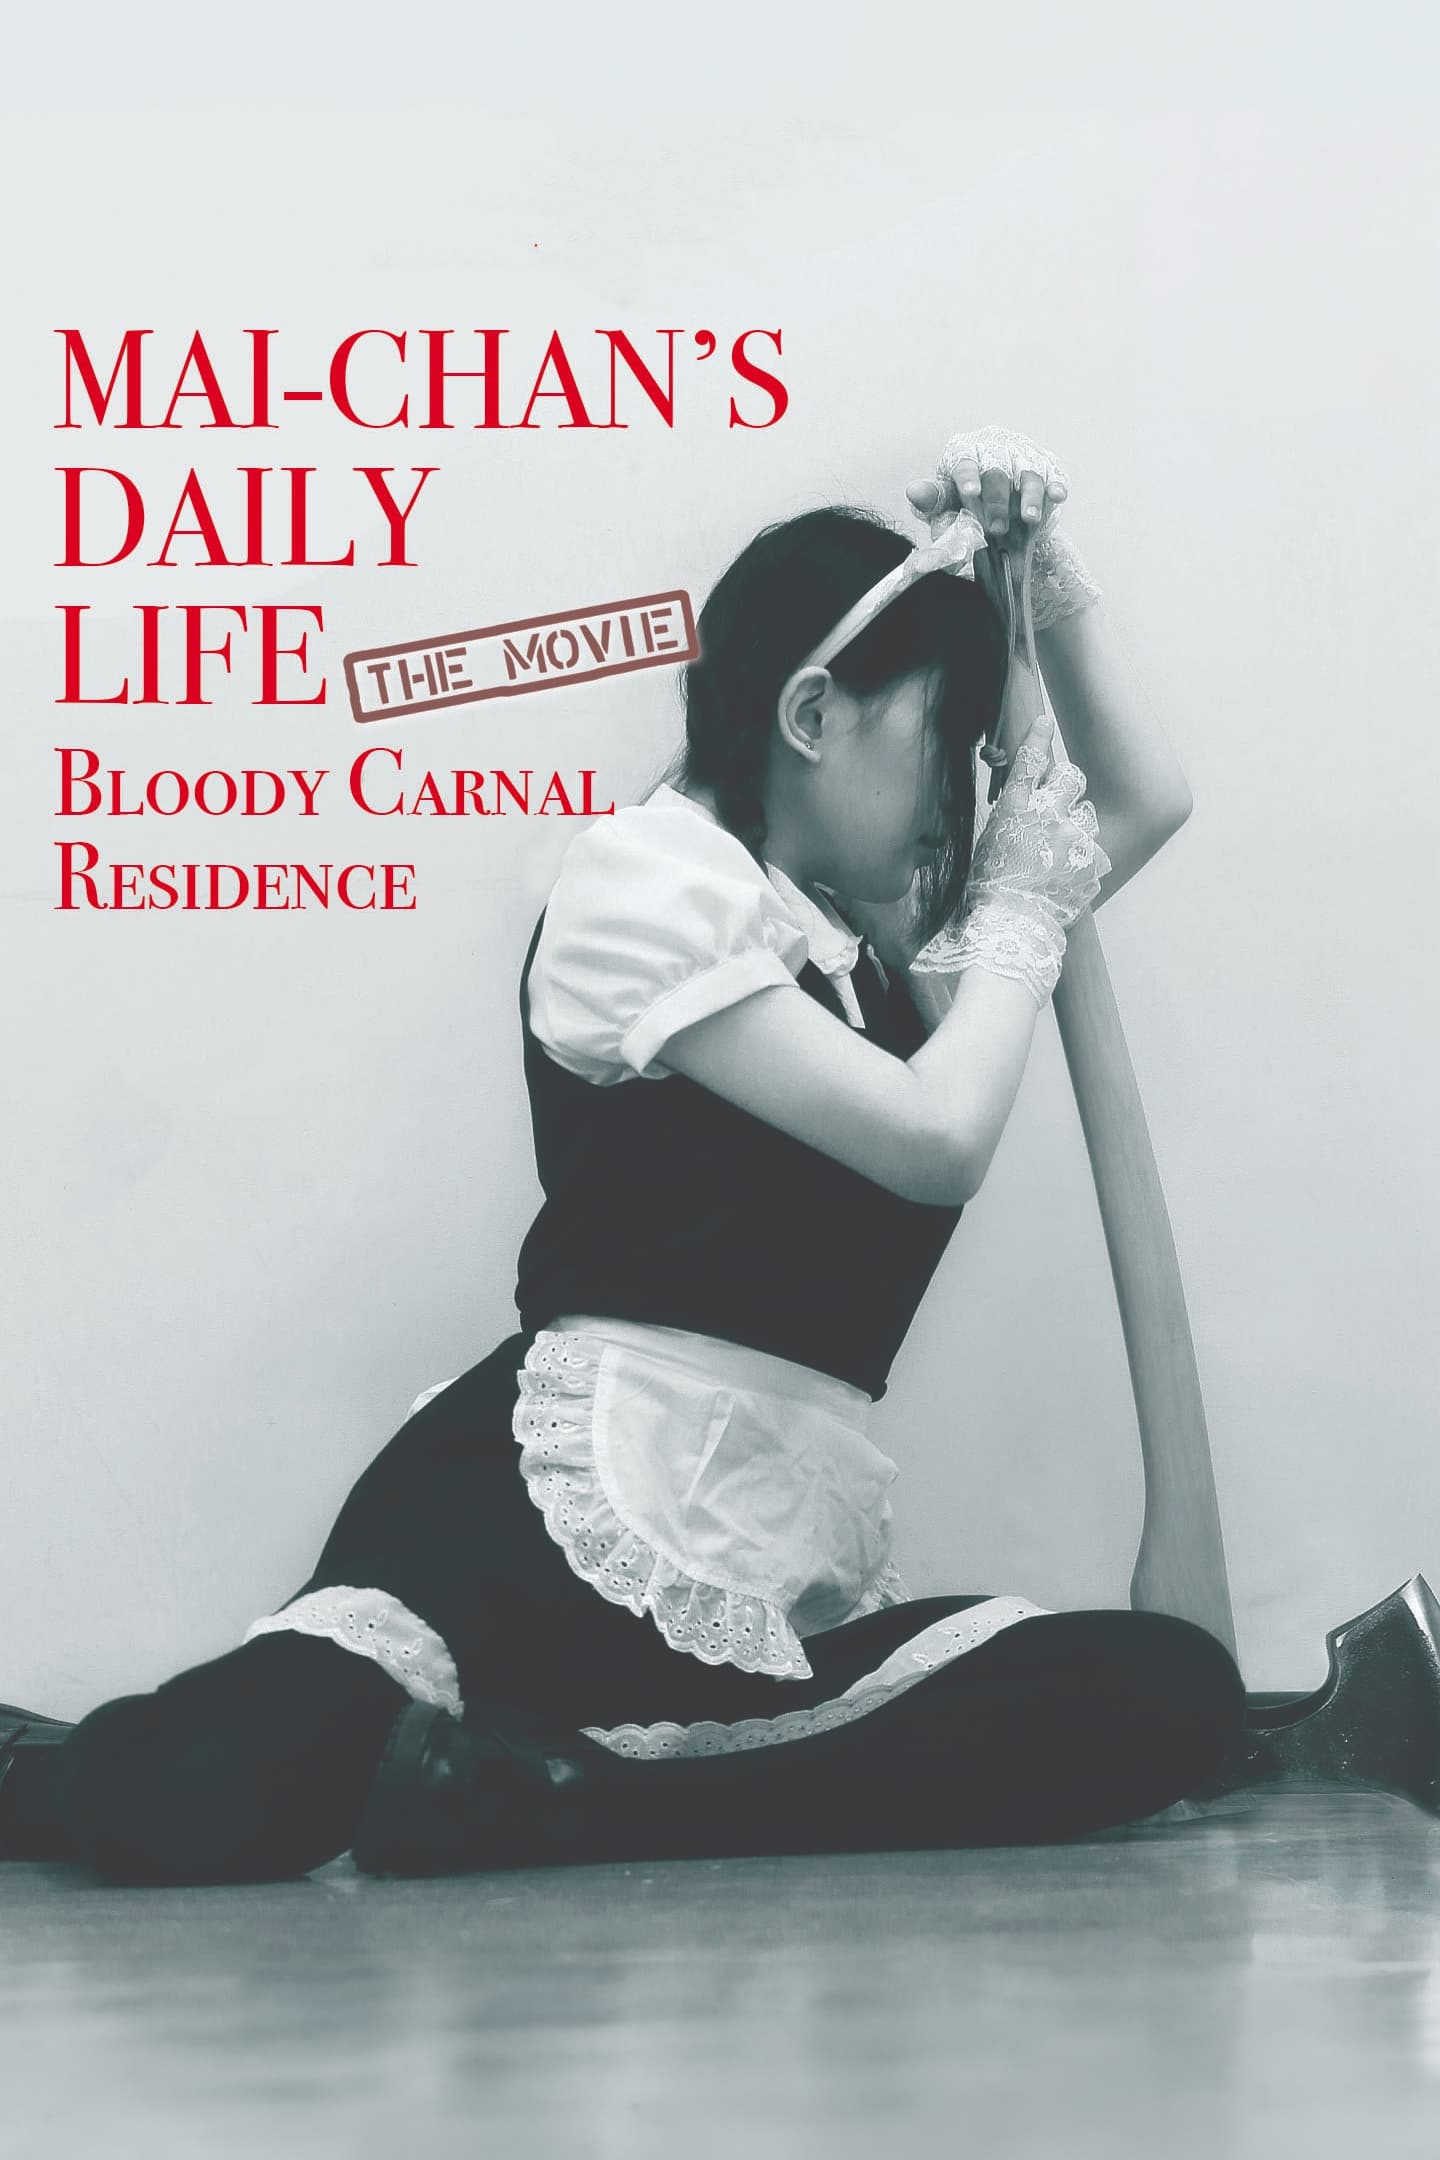 MAI-CHAN’S
DAILY
LIFE THE MOVIE
BLOODY CARNAL
RESIDENCE